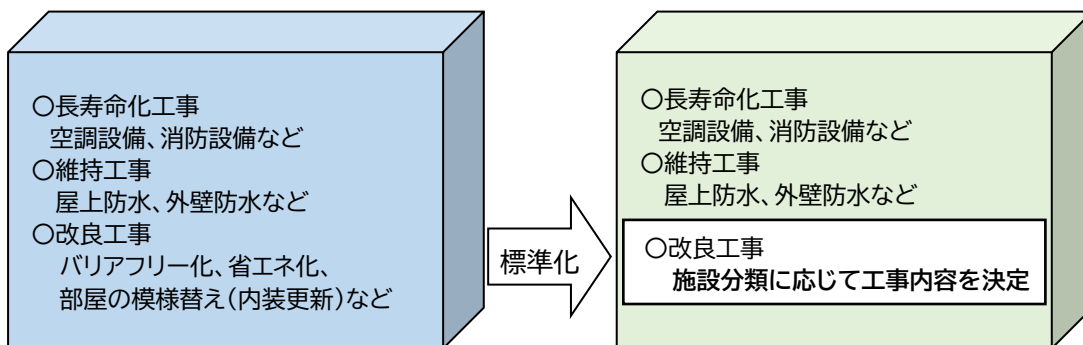 ○長寿命化工事
空調設備、消防設備など
○維持工事
屋上防水、外壁防水など
○改良工事
バリアフリー化、省エネ化、
部屋の模様替え(内装更新)など
標準化
○長寿命化工事
空調設備、消防設備など
○維持工事
屋上防水、外壁防水など
○改良工事
施設分類に応じて工事内容を決定